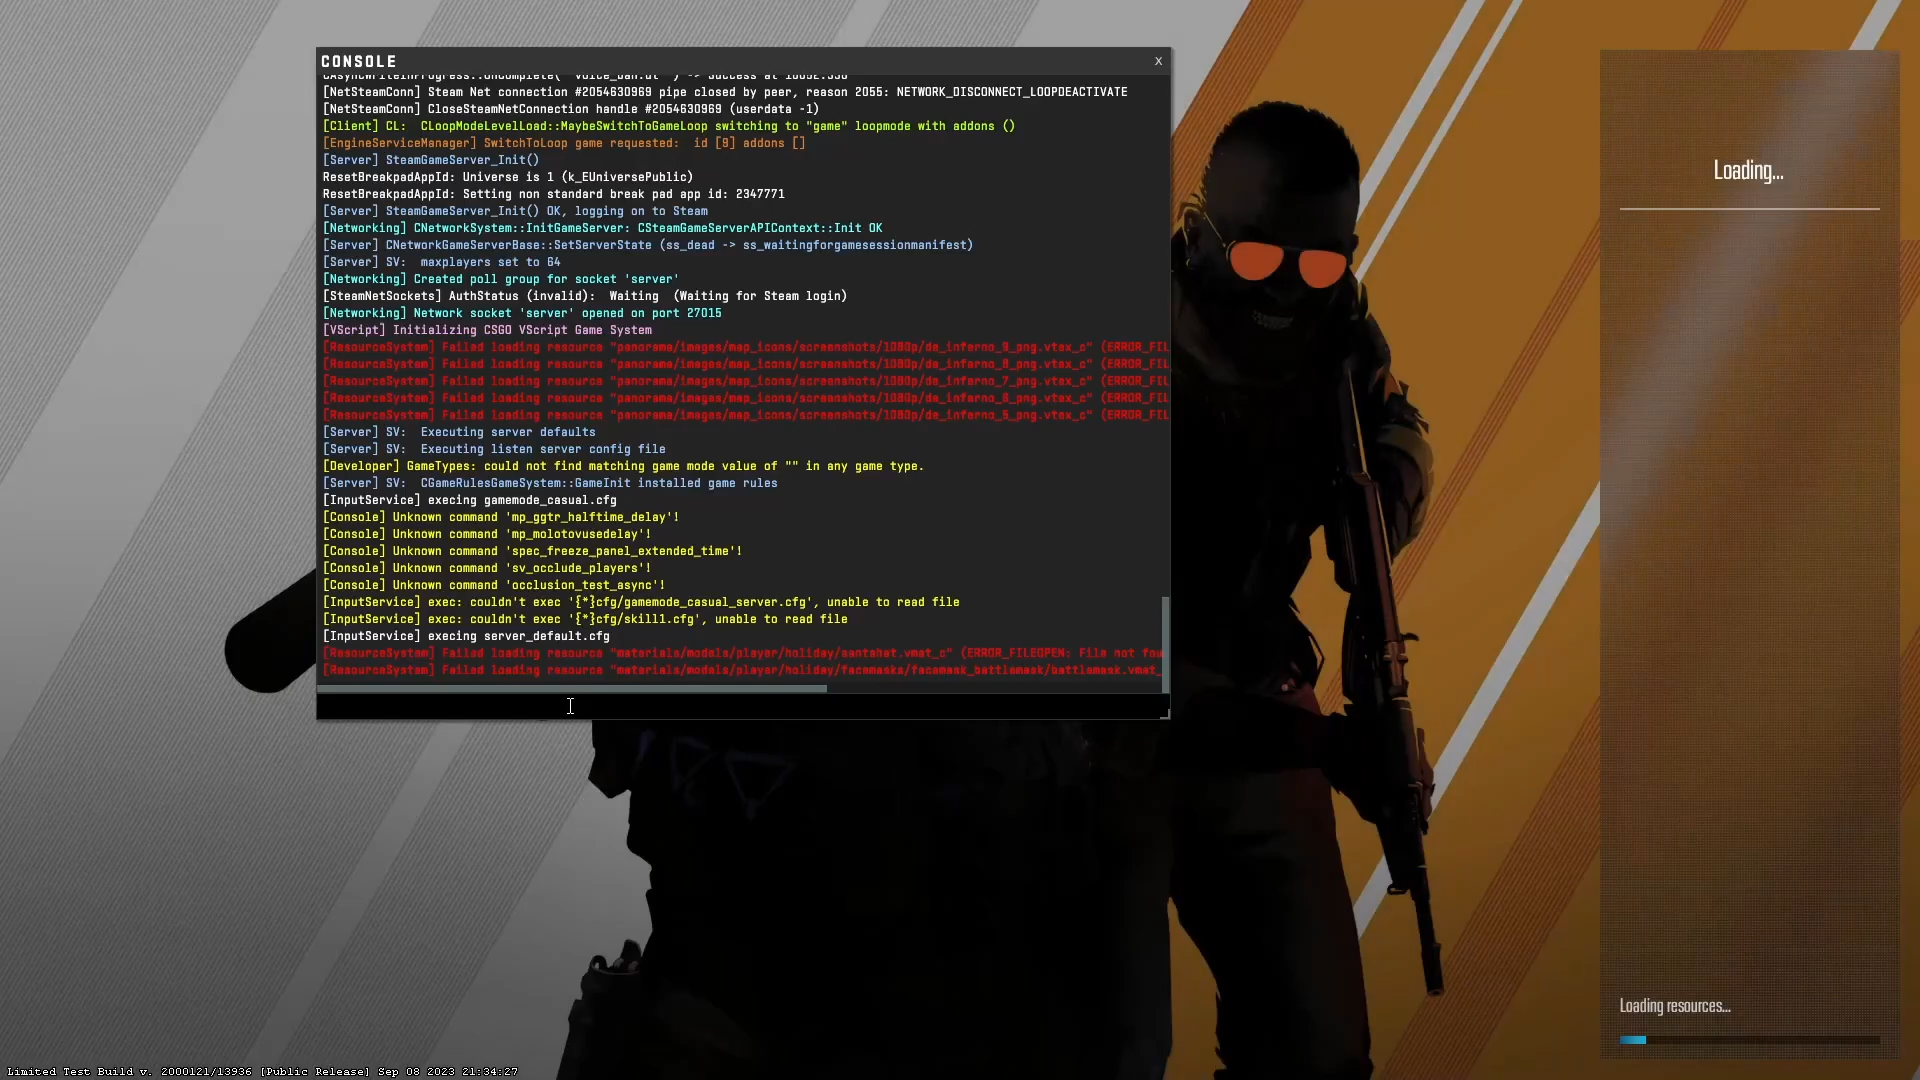 CONSOLE
X
[NetSteamConn] Steam Net connection #2054630969 pipe closed by peer, reason 2055: NETWORK_DISCONNECT_LOOPDEACTIVATE
[NetSteamConn] CloseSteamNetConnection handle #2054630969 (userdata -1)
[Client] CL:  CLoopModeLevelLoad::MaybeSwitchToGameLoop switching to "game" loopmode with addons ()
[EngineServiceManager] SwitchToLoop game requested:  id [9] addons []
[Server] SteamGameServer_Init()
ResetBreakpadAppId: Universe is 1 (k_EUniversePublic)
ResetBreakpadAppId: Setting non standard break pad app id: 2347771
[Server] SteamGameServer_Init() OK, logging on to Steam
[Networking] CNetworkSystem::InitGameServer: CSteamGameServerAPIContext::Init OK
[Server] CNetworkGameServerBase::SetServerState (ss_dead -> ss_waitingforgamesessionmanifest)
[Server] SV:  maxplayers set to 64
[Networking] Created poll group for socket 'server'
[SteamNetSockets] AuthStatus (invalid):  Waiting  (Waiting for Steam login)
[Networking] Network socket 'server' opened on port 27015
[VScript] Initializing CSGO VScript Game System
[ResourceSystem] Failed loading resource "panorama/images/map_icons/screenshots/1080p/de_inferno_9_png.vtex_c" (ERROR_FIL
[ResourceSystem] Failed loading resource "panorama/images/map_icons/screenshots/1080p/de_inferno_8_png.vtex_c" (ERROR_FIL
[ResourceSystem] Failed loading resource "panorama/images/map_icons/screenshots/1080p/de_inferno_7_png.vtex_c" (ERROR_FIL
[ResourceSystem] Failed loading resource "panorama/images/map_icons/screenshots/1080p/de_inferno_6_png.vtex_c" (ERROR_FIL
[ResourceSystem] Failed loading resource "panorama/images/map_icons/screenshots/1080p/de_inferno_5_png.vtex_c" (ERROR_FIL
[Server] SV:  Executing server defaults
[Server] SV:  Executing listen server config file
[Developer] GameTypes: could not find matching game mode value of "" in any game type.
[Server] SV:  CGameRulesGameSystem::GameInit installed game rules
[InputService] execing gamemode_casual.cfg
[Console] Unknown command 'mp_ggtr_halftime_delay'!
[Console] Unknown command 'mp_molotovusedelay'!
[Console] Unknown command 'spec_freeze_panel_extended_time'!
[Console] Unknown command 'sv_occlude_players'!
[Console] Unknown command 'occlusion_test_async'!
[InputService] exec: couldn't exec '{*}cfg/gamemode_casual_server.cfg', unable to read file
[InputService] exec: couldn't exec '{*}cfg/skill1.cfg', unable to read file
[InputService] execing server_default.cfg
[ResourceSystem] Failed loading resource "materials/models/player/holiday/santahat.vmat_c" (ERROR_FILEOPEN: File not fou
[ResourceSystem] Failed loading resource "materials/models/player/holiday/facemasks/facemask_battlemask/battlemask.vmat_
Loading...
Loading resources...
Limited Test Build v. 2000121/13936 [Public Release] Sep 08 2023 21:34:27